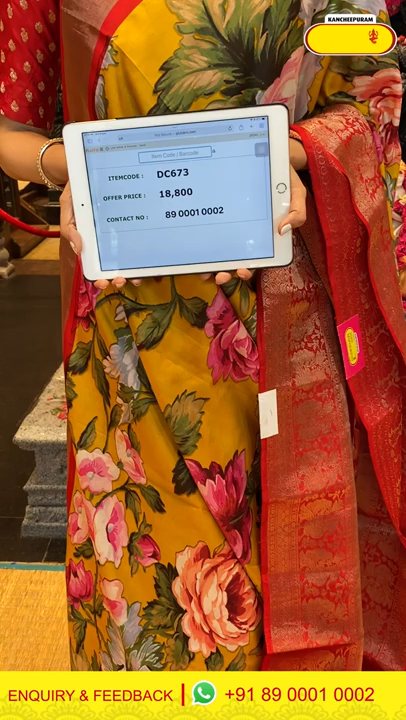 KANCHEEPURAM
Item Code / Barcode
ITEMCODE : DC673
OFFER PRICE : 18,800
CONTACT NO : 89 0001 0002
ENQUIRY & FEEDBACK | +91 89 0001 0002